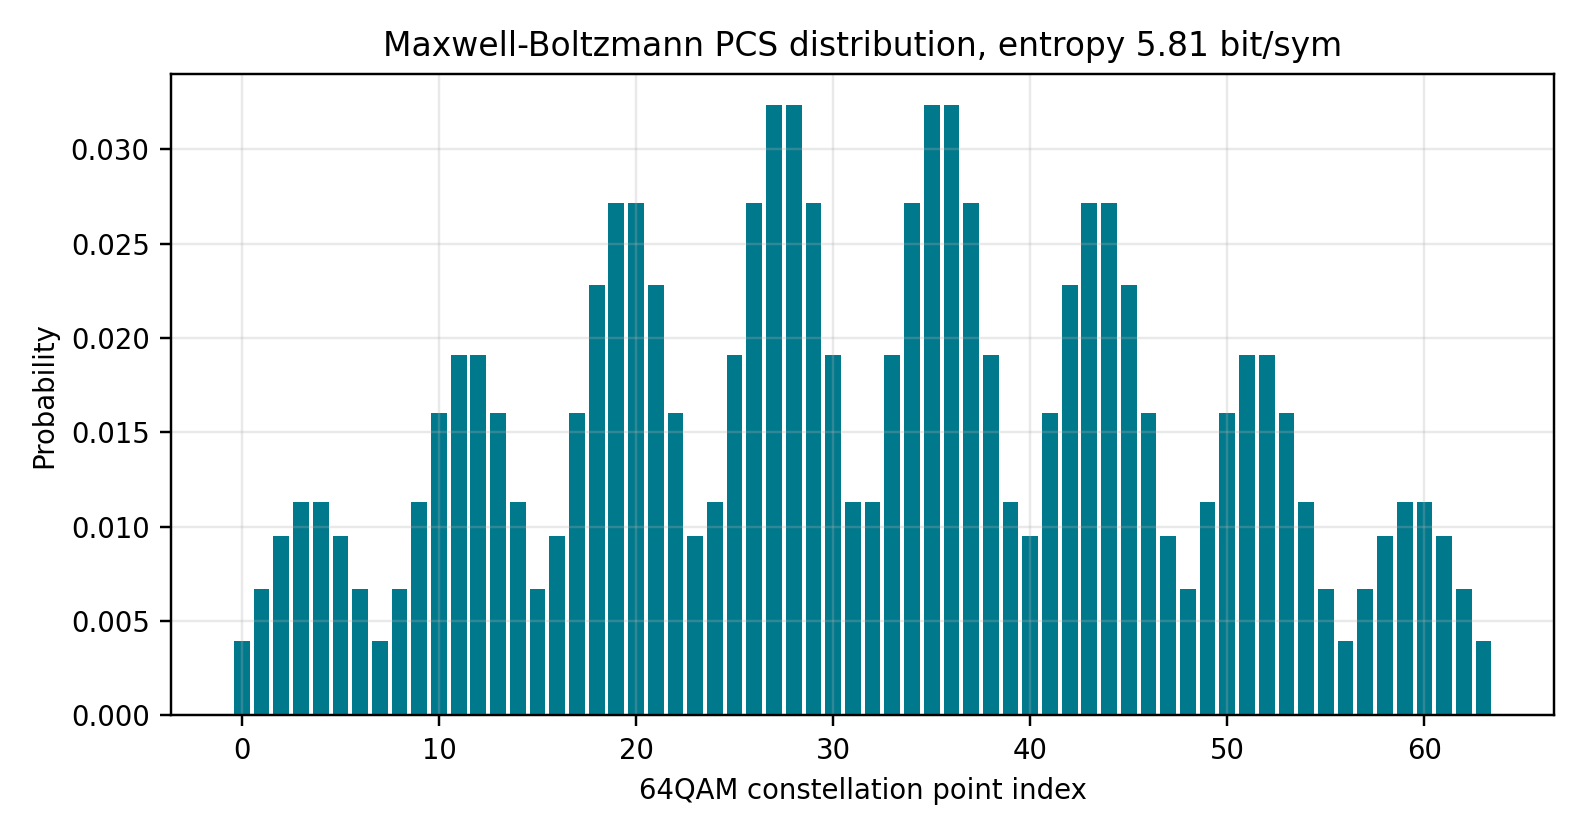 Maxwell-Boltzmann PCS distribution, entropy 5.81 bit/sym
Probability
0.030
0.025
0.020
0.015
0.010
0.005
0.000
0 10 20 30 40 50 60
64QAM constellation point index